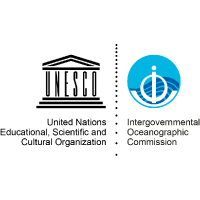 UNESCO
United Nations
Educational, Scientific and
Cultural Organization
Intergovernmental
Oceanographic
Commission